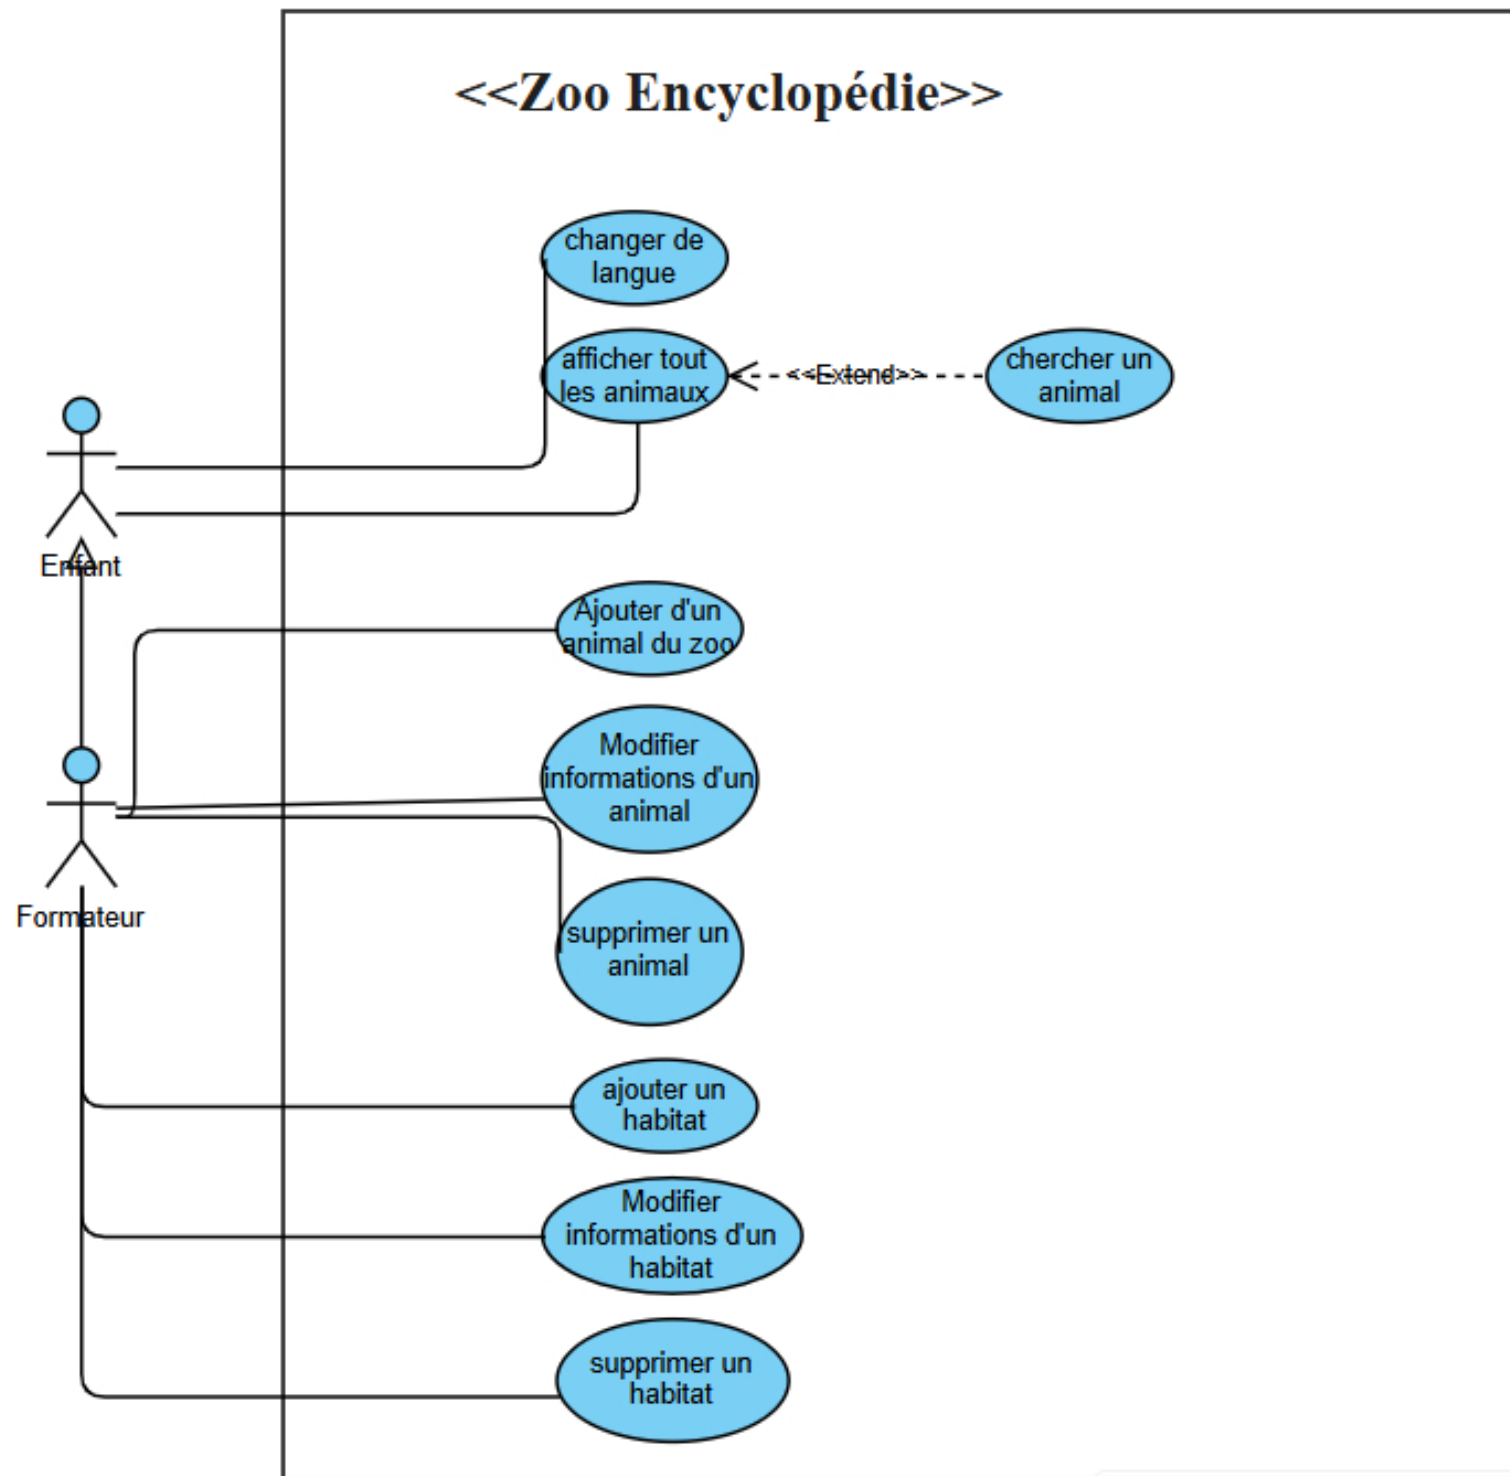 <<Zoo Encyclopédie>>
changer de
langue
afficher tout
les animaux
<<Extend>>
chercher un
animal
Enfant
Ajouter d'un
animal du zoo
Modifier
informations d'un
animal
Formateur
supprimer un
animal
ajouter un
habitat
Modifier
informations d'un
habitat
supprimer un
habitat